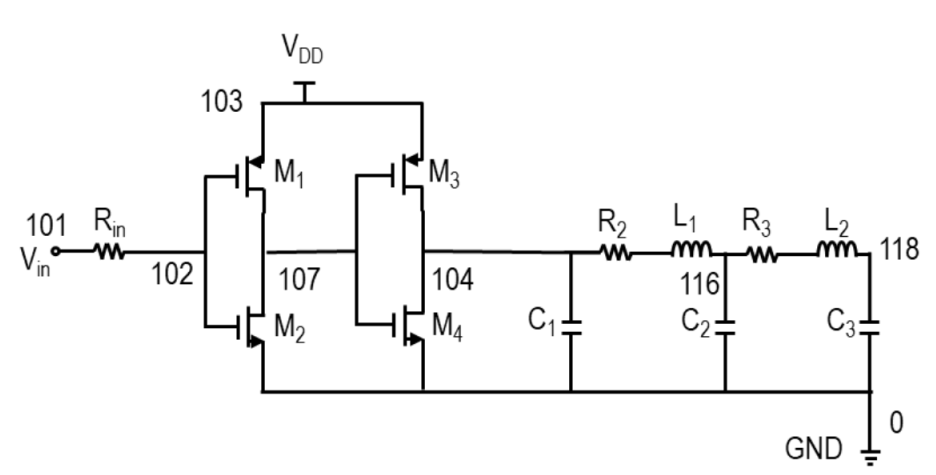 V_DD
103
M_1
M_3
101
R_in
V_in
102
107
104
R_2
L_1
R_3
L_2
118
116
M_2
M_4
C_1
C_2
C_3
0
GND